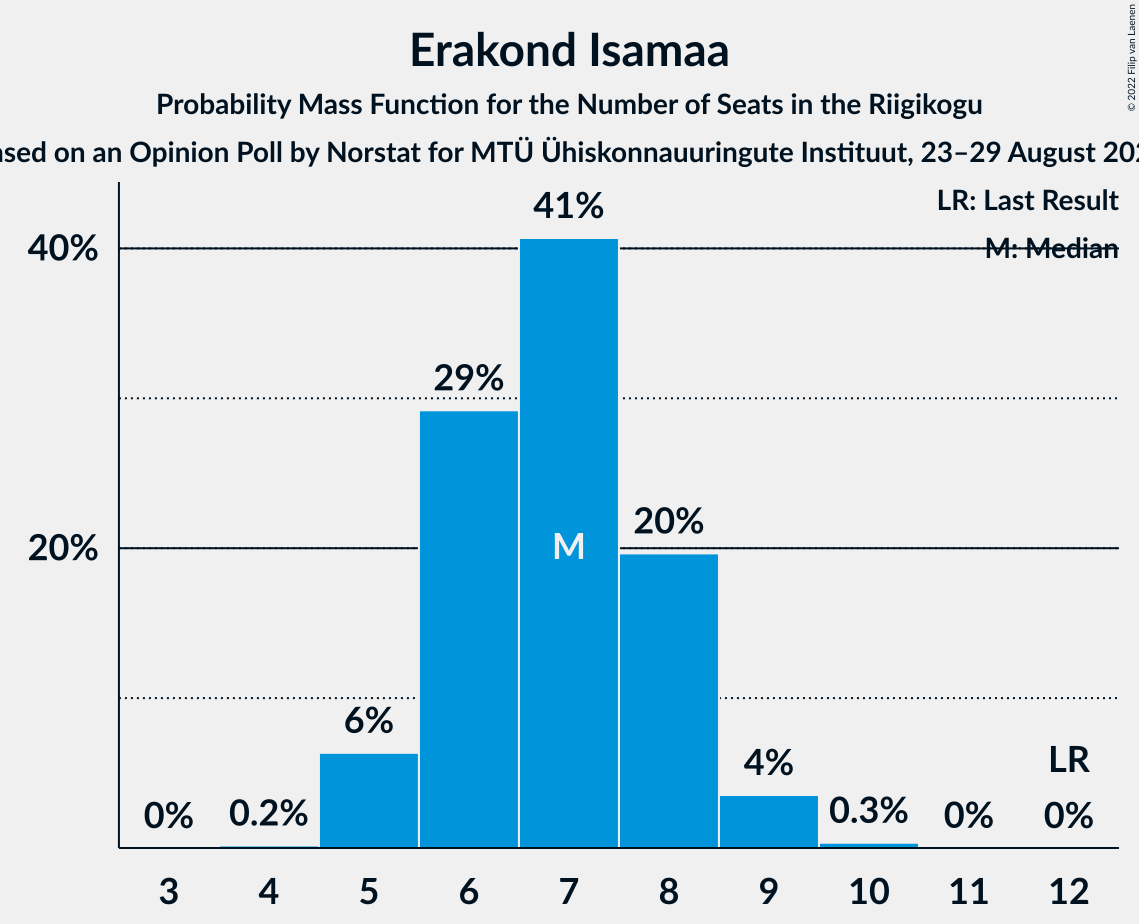 Erakond Isamaa
Probability Mass Function for the Number of Seats in the Riigikogu
on an Opinion Poll by Norstat for MTÜ Ühiskonnauuringute Instituut, 23–29 August
© 2022 Filip van Laenen
LR: Last Result
M: Median
40%
20%
0%
0.2%
6%
29%
41%
M
20%
4%
0.3%
0%
LR
0%
3 4 5 6 7 8 9 10 11 12